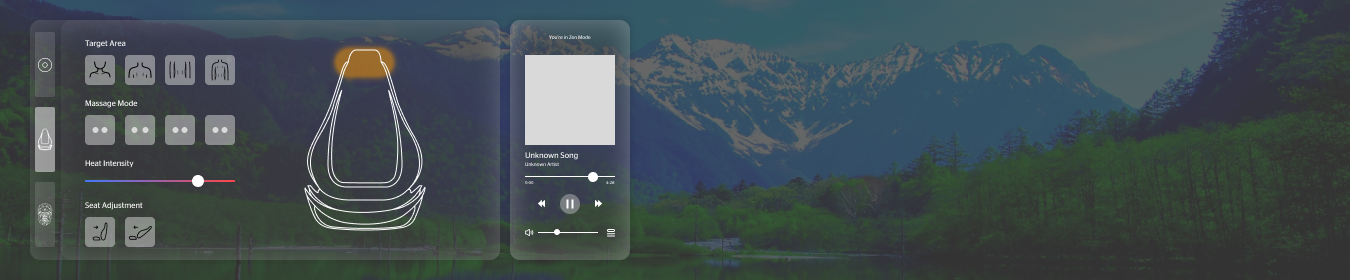 Target Area
Massage Mode
Heat Intensity
Seat Adjustment
You're in Zen Mode
Unknown Song
Unknown Artist
0:00
4:28